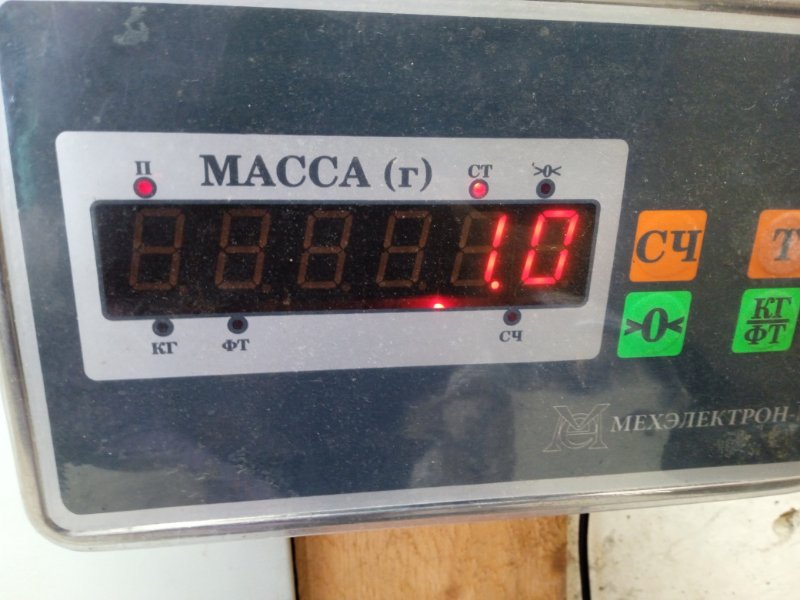 П МАССА (г) СТ >0<
1.0
КГ ФТ СЧ
СЧ
>0<
КГ
ФТ
МЕХЭЛЕКТРОН-